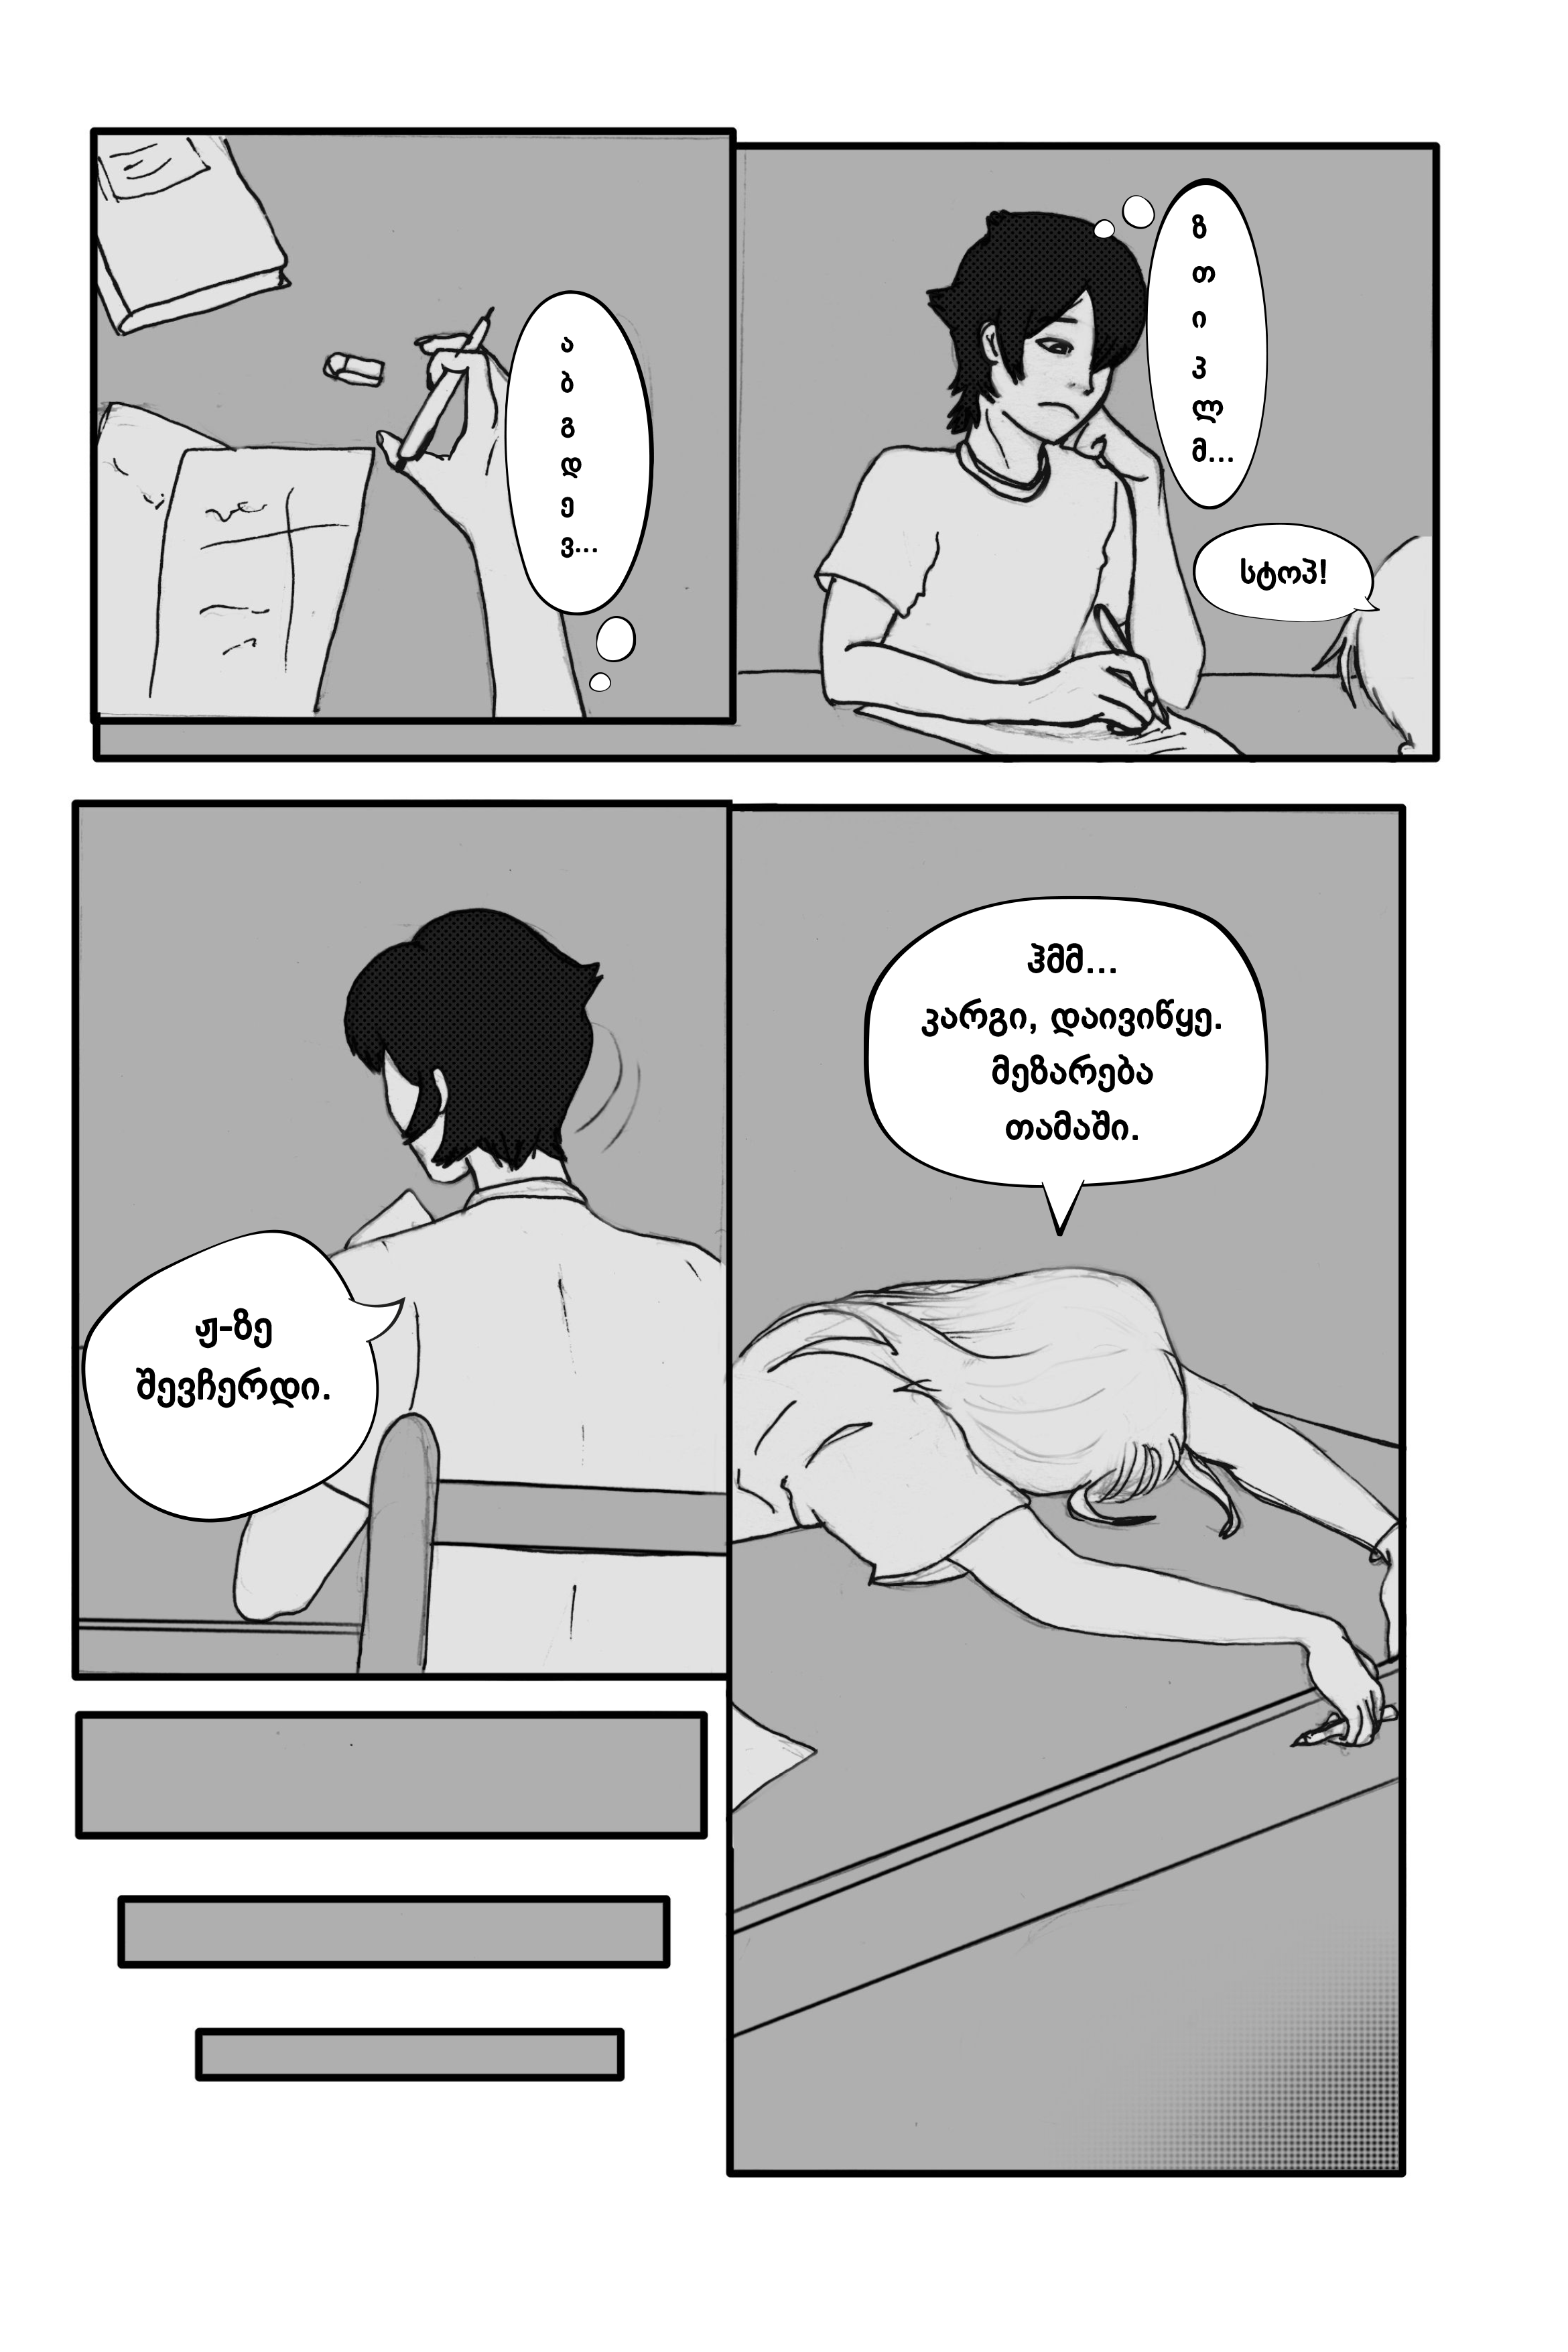 ა
ბ
გ
დ
ე
ვ...
ზ
თ
ი
კ
ლ
მ...
სტოპ!
ჟ-ზე
შევჩერდი.
ჰმმ...
კარგი, დაივიწყე.
მეზარება
თამაში.